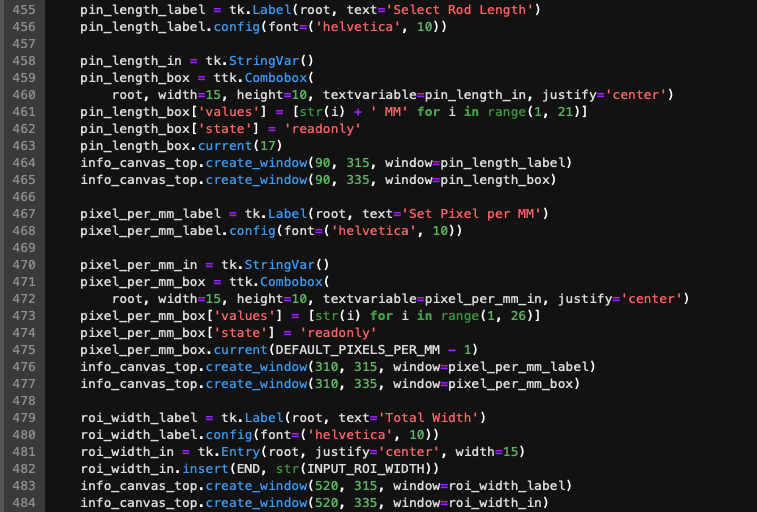 455 pin_length_label = tk.Label(root, text='Select Rod Length')
456 pin_length_label.config(font=('helvetica', 10))
457
458 pin_length_in = tk.StringVar()
459 pin_length_box = ttk.Combobox(
460 root, width=15, height=10, textvariable=pin_length_in, justify='center')
461 pin_length_box['values'] = [str(i) + ' MM' for i in range(1, 21)]
462 pin_length_box['state'] = 'readonly'
463 pin_length_box.current(17)
464 info_canvas_top.create_window(90, 315, window=pin_length_label)
465 info_canvas_top.create_window(90, 335, window=pin_length_box)
466
467 pixel_per_mm_label = tk.Label(root, text='Set Pixel per MM')
468 pixel_per_mm_label.config(font=('helvetica', 10))
469
470 pixel_per_mm_in = tk.StringVar()
471 pixel_per_mm_box = ttk.Combobox(
472 root, width=15, height=10, textvariable=pixel_per_mm_in, justify='center')
473 pixel_per_mm_box['values'] = [str(i) for i in range(1, 26)]
474 pixel_per_mm_box['state'] = 'readonly'
475 pixel_per_mm_box.current(DEFAULT_PIXELS_PER_MM - 1)
476 info_canvas_top.create_window(310, 315, window=pixel_per_mm_label)
477 info_canvas_top.create_window(310, 335, window=pixel_per_mm_box)
478
479 roi_width_label = tk.Label(root, text='Total Width')
480 roi_width_label.config(font=('helvetica', 10))
481 roi_width_in = tk.Entry(root, justify='center', width=15)
482 roi_width_in.insert(END, str(INPUT_ROI_WIDTH))
483 info_canvas_top.create_window(520, 315, window=roi_width_label)
484 info_canvas_top.create_window(520, 335, window=roi_width_in)